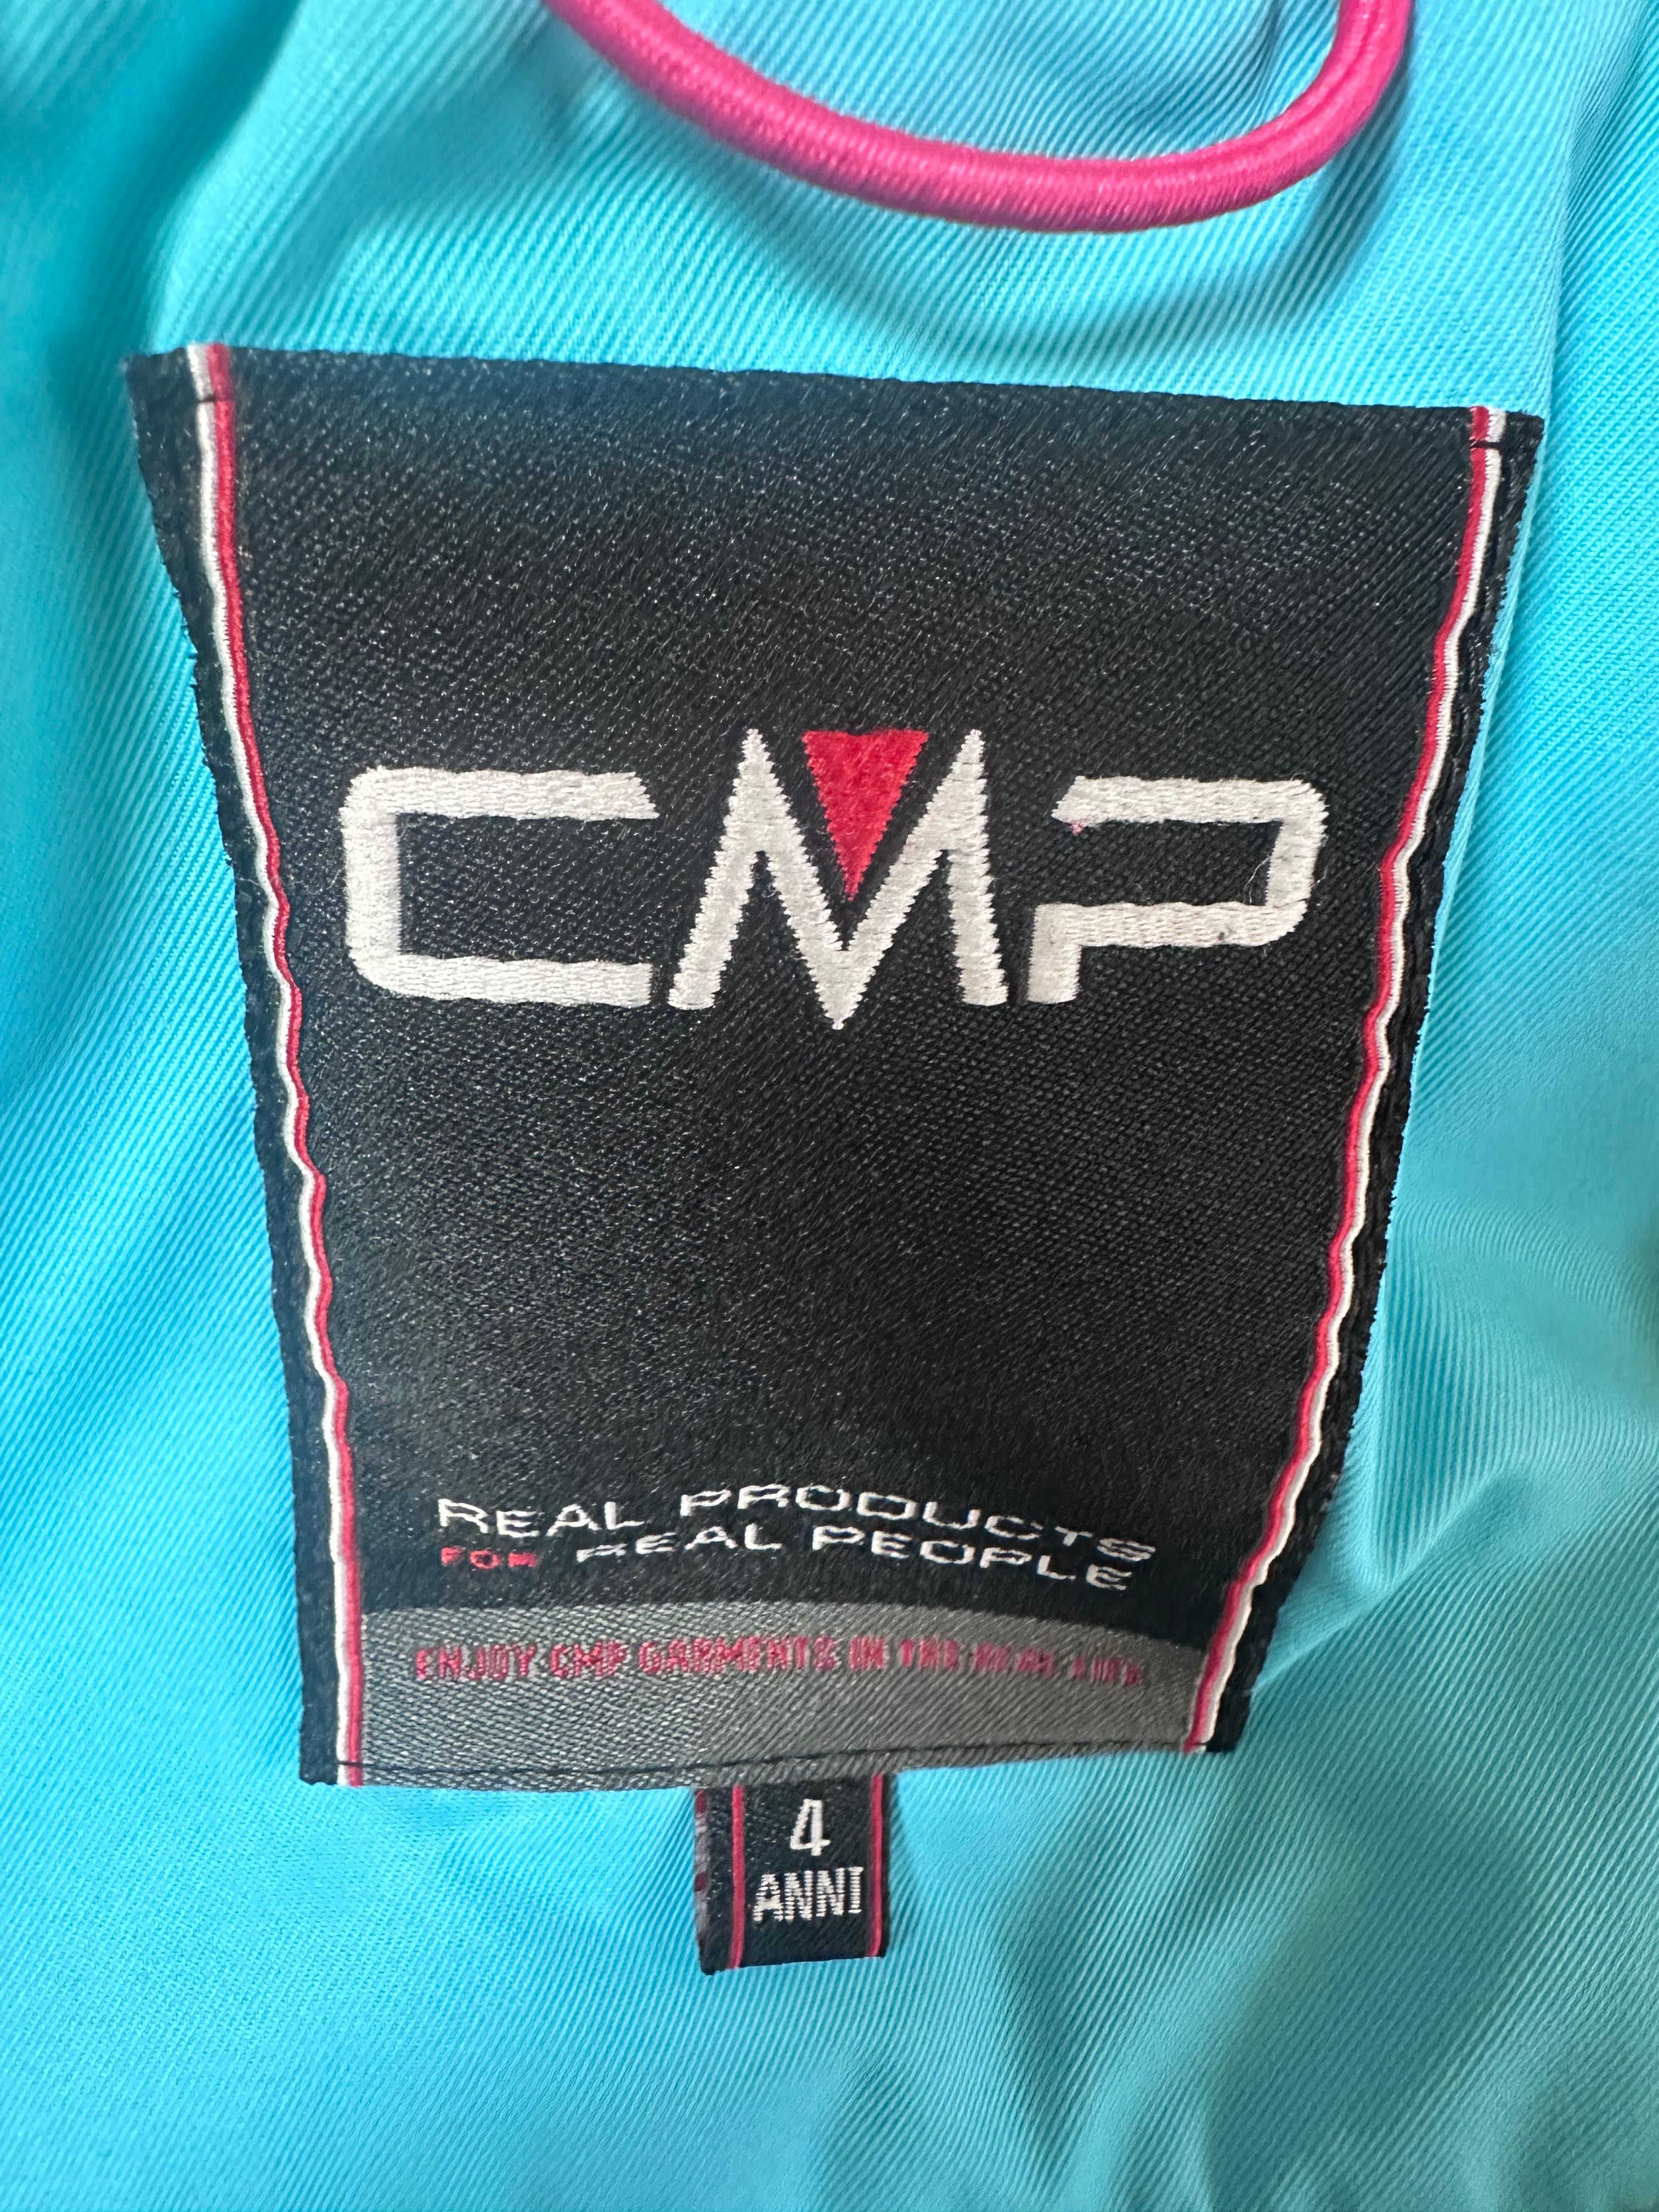 CMP
REAL PRODUCTS
FOR REAL PEOPLE
ENJOY CMP GARMENTS IN THE REAL LIFE
4
ANNI